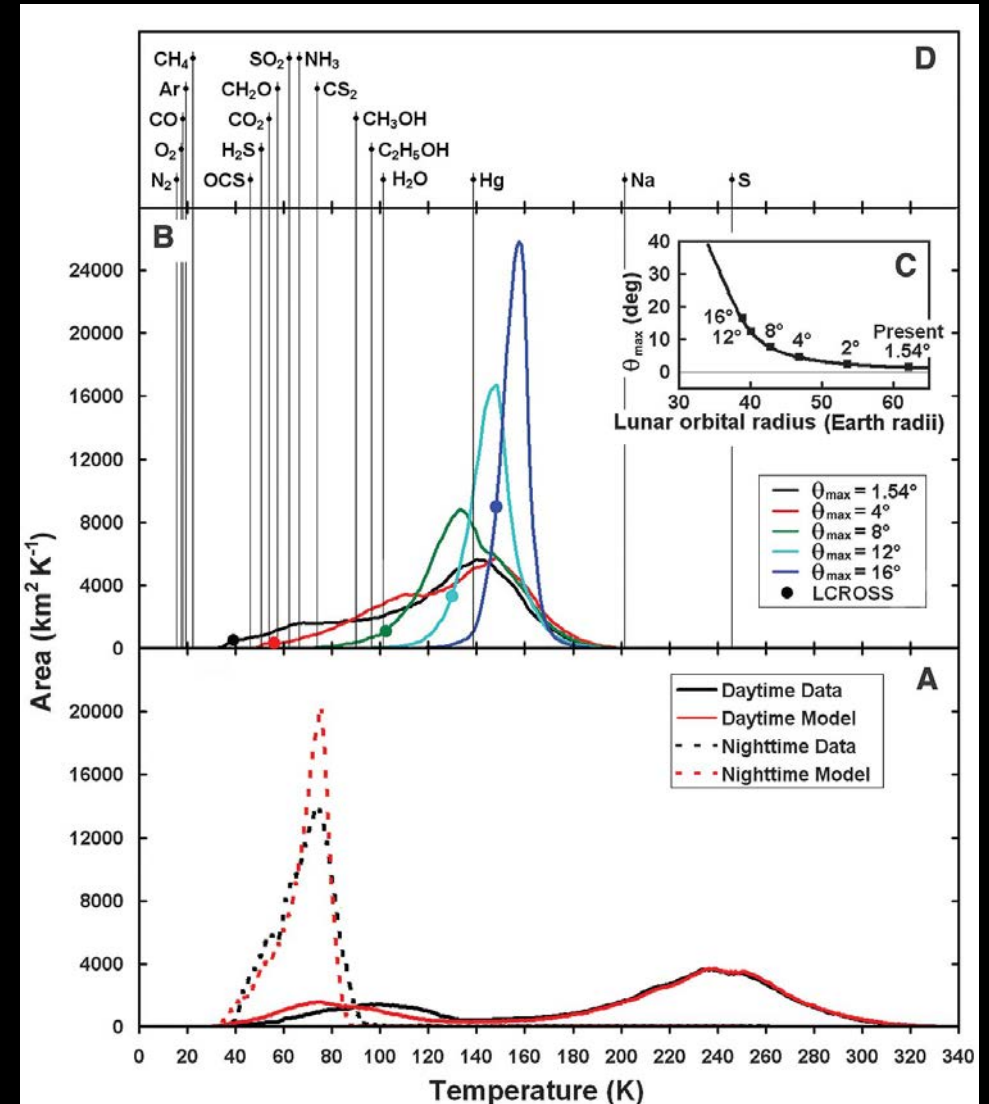 D
CH₄ SO₂ NH₃
Ar CH₂O CS₂
CO CO₂ CH₃OH
O₂ H₂S C₂H₅OH
N₂ OCS H₂O Hg Na S
B
24000
20000
16000
12000
8000
4000
0
C
40
30
20
10
0
θmax (deg)
16°
12°
8°
4°
2°
Present
1.54°
30 40 50 60
Lunar orbital radius (Earth radii)
θmax = 1.54°
θmax = 4°
θmax = 8°
θmax = 12°
θmax = 16°
LCROSS
Area (km² K⁻¹)
A
Daytime Data
Daytime Model
Nighttime Data
Nighttime Model
20000
16000
12000
8000
4000
0
0 20 40 60 80 100 120 140 160 180 200 220 240 260 280 300 320 340
Temperature (K)